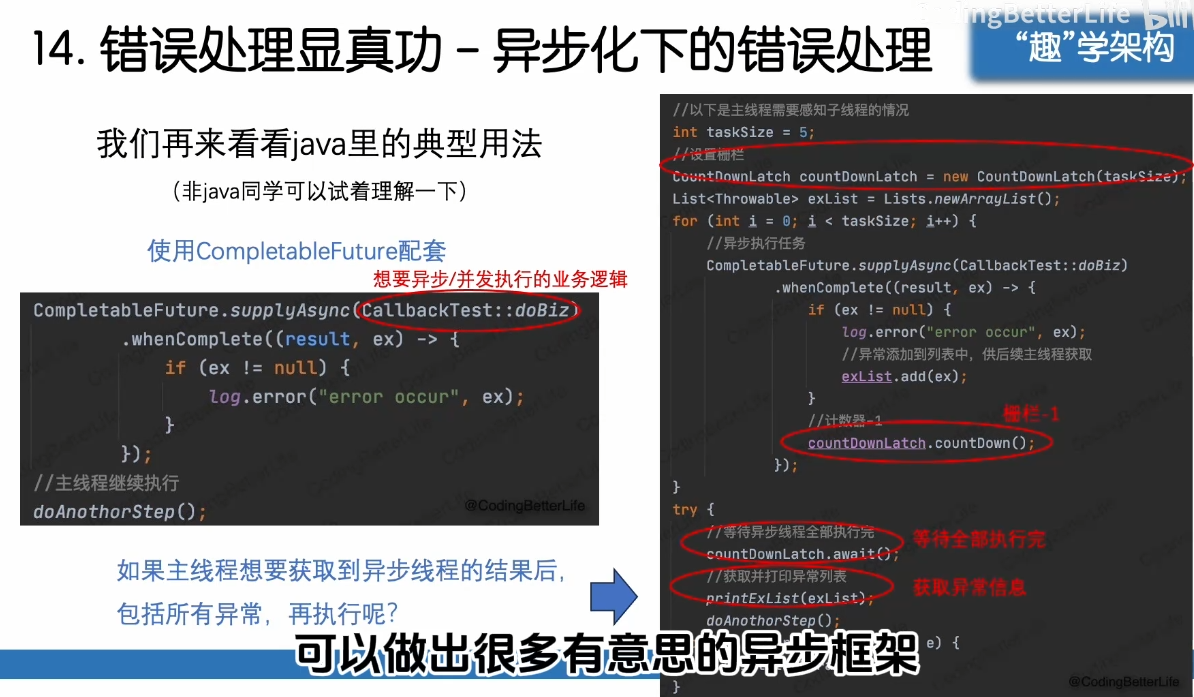 14. 错误处理显真功 – 异步化下的错误处理
ingBetterLife
“趣”学架构
我们再来看看java里的典型用法
（非java同学可以试着理解一下）
使用CompletableFuture配套
想要异步/并发执行的业务逻辑
CompletableFuture.supplyAsync(CallbackTest::doBiz)
.whenComplete((result, ex) -> {
if (ex != null) {
log.error("error occur", ex);
}
});
//主线程继续执行
doAnothorStep();
@CodingBetterLife
如果主线程想要获取到异步线程的结果后，
包括所有异常，再执行呢？
//以下是主线程需要感知子线程的情况
int taskSize = 5;
//设置栅栏
CountDownLatch countDownLatch = new CountDownLatch(taskSize);
List<Throwable> exList = Lists.newArrayList();
for (int i = 0; i < taskSize; i++) {
//异步执行任务
CompletableFuture.supplyAsync(CallbackTest::doBiz)
.whenComplete((result, ex) -> {
if (ex != null) {
log.error("error occur", ex);
//异常添加到列表中，供后续主线程获取
exList.add(ex);
}
//计数器-1
栅栏-1
countDownLatch.countDown();
});
}
try {
//等待异步线程全部执行完
等待全部执行完
countDownLatch.await();
//获取并打印异常列表
获取异常信息
printExList(exList);
doAnothorStep();
e) {
}
@CodingBetterLife
可以做出很多有意思的异步框架